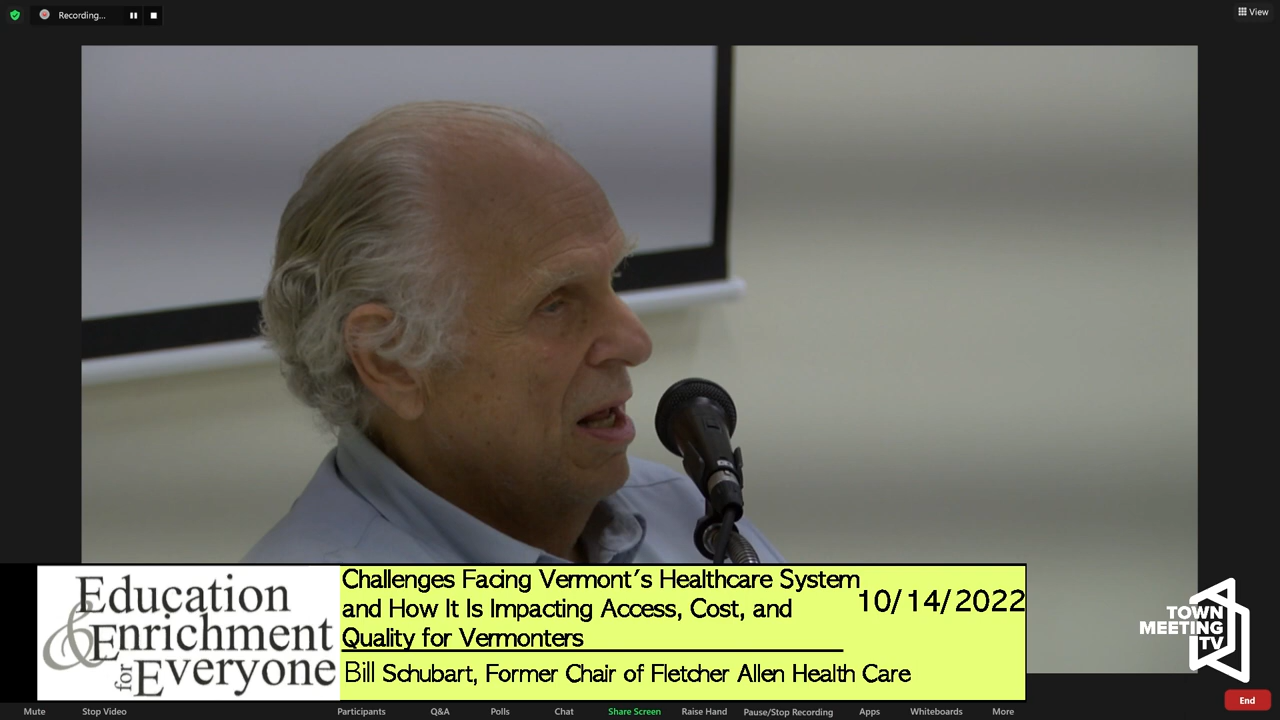 Recording...
View
Education
& Enrichment
for Everyone
Challenges Facing Vermont's Healthcare System
and How It Is Impacting Access, Cost, and
Quality for Vermonters
10/14/2022
Bill Schubart, Former Chair of Fletcher Allen Health Care
TOWN
MEETING
TV
End
Mute
Stop Video
Participants
Q&A
Polls
Chat
Share Screen
Raise Hand
Pause/Stop Recording
Apps
Whiteboards
More